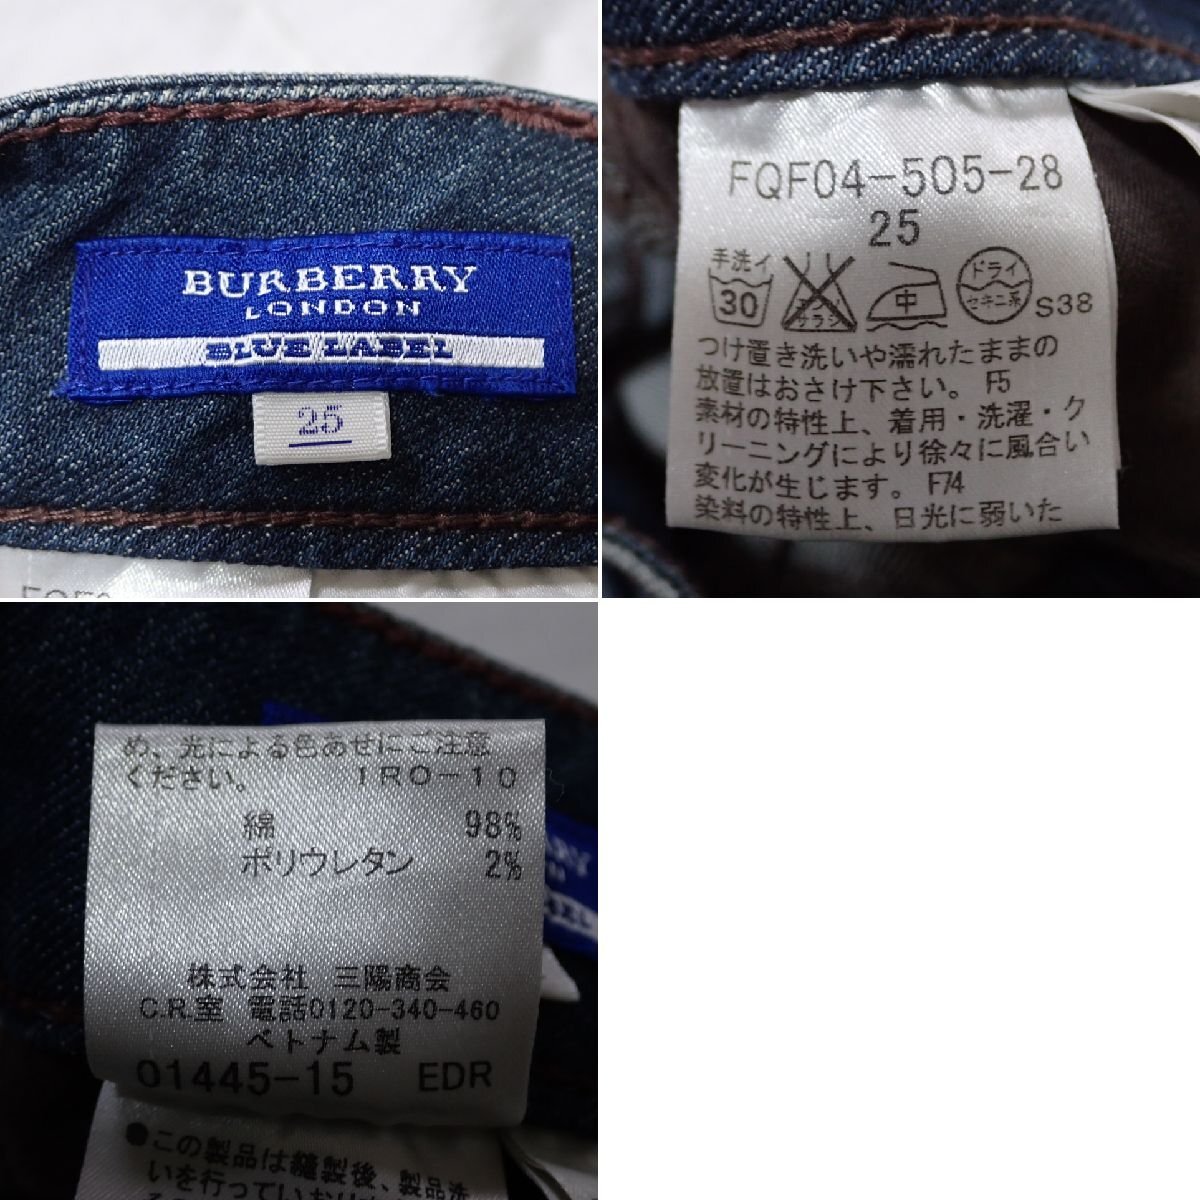 BURBERRY
LONDON
BLUE LABEL
25
FQF04-505-28
25
手洗イ
30
エンソ
サラシ
中
ドライ
セキユ系
S38
つけ置き洗いや濡れたままの
放置はおさけ下さい。 F5
素材の特性上、着用・洗濯・ク
リーニングにより徐々に風合い
変化が生じます。 F74
染料の特性上、日光に弱いた
め、光による色あせにご注意
ください。 IRO-10
綿 98%
ポリウレタン 2%
株式会社 三陽商会
C.R.室 電話0120-340-460
ベトナム製
01445-15 EDR
●この製品は縫製後、製品洗
いを行っており